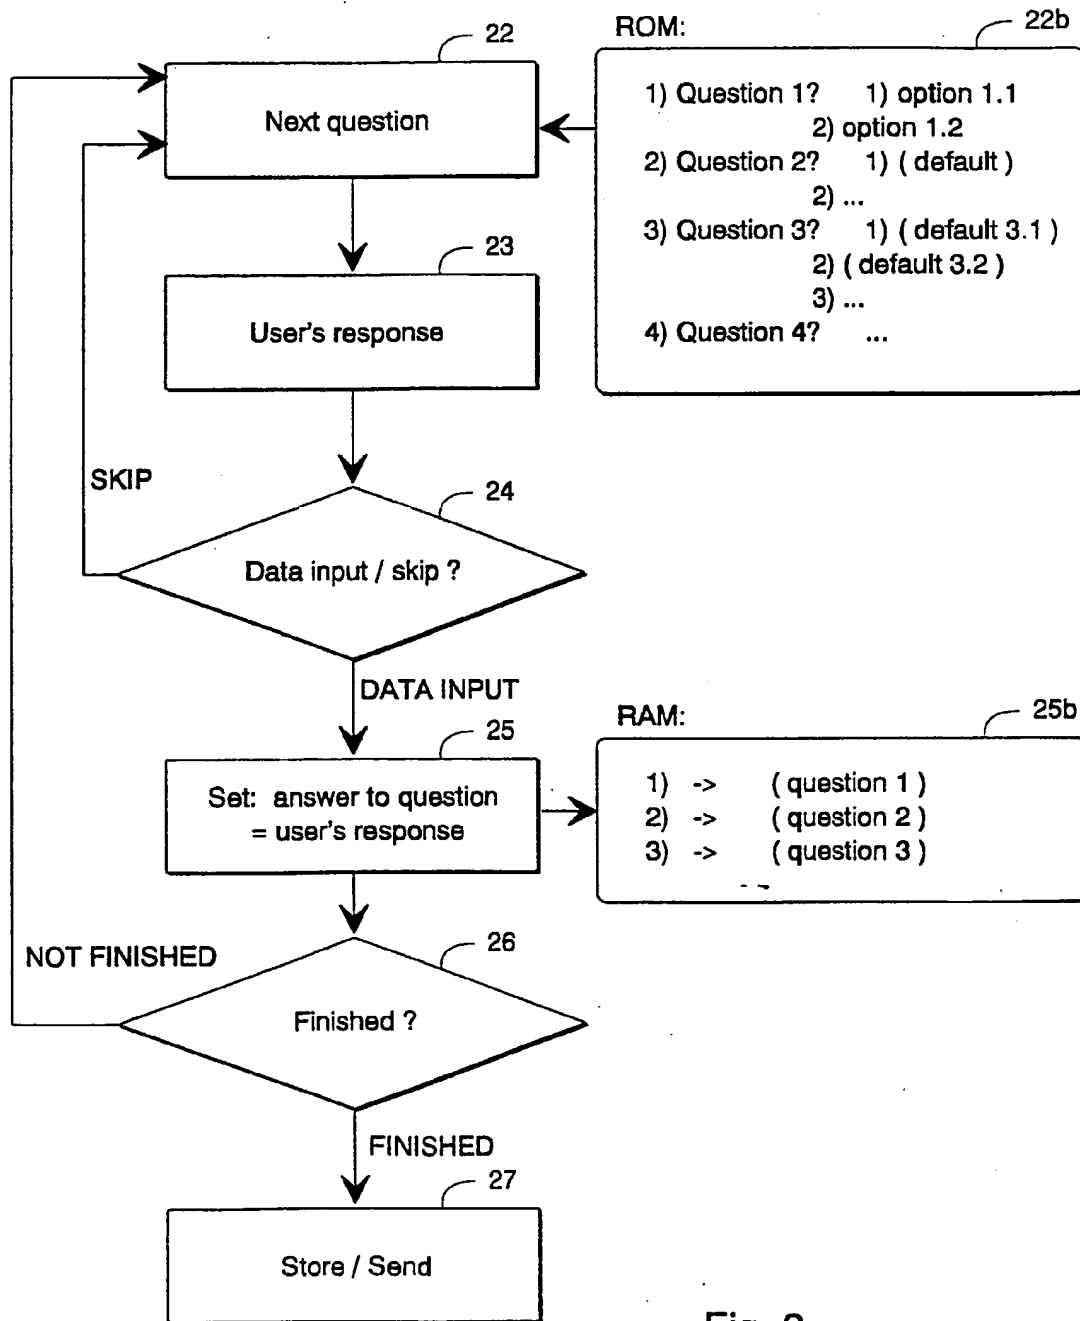 22
Next question
ROM:
22b
1) Question 1? 1) option 1.1
2) option 1.2
2) Question 2? 1) ( default )
2) ...
3) Question 3? 1) ( default 3.1 )
2) ( default 3.2 )
3) ...
4) Question 4? ...
23
User's response
SKIP
24
Data input / skip ?
DATA INPUT
25
Set: answer to question
= user's response
RAM:
25b
1) -> ( question 1 )
2) -> ( question 2 )
3) -> ( question 3 )
NOT FINISHED
26
Finished ?
FINISHED
27
Store / Send